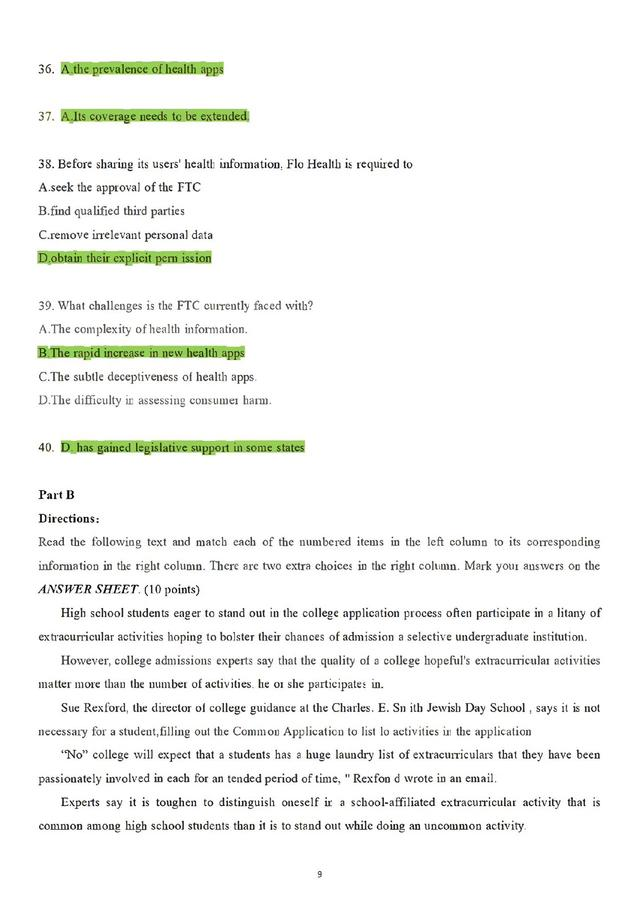 36. A.the prevalence of health apps
37. A.Its coverage needs to be extended.
38. Before sharing its users' health information, Flo Health is required to
A.seek the approval of the FTC
B.find qualified third parties
C.remove irrelevant personal data
D.obtain their explicit perm ission
39. What challenges is the FTC currently faced with?
A.The complexity of health information.
B.The rapid increase in new health apps
C.The subtle deceptiveness of health apps.
D.The difficulty in assessing consumer harm.
40. D. has gained legislative support in some states
Part B
Directions:
Read the following text and match each of the numbered items in the left column to its corresponding
information in the right column. There are two extra choices in the right column. Mark your answers on the
ANSWER SHEET. (10 points)
High school students eager to stand out in the college application process often participate in a litany of
extracurricular activities hoping to bolster their chances of admission a selective undergraduate institution.
However, college admissions experts say that the quality of a college hopeful's extracurricular activities
matter more than the number of activities. he or she participates in.
Sue Rexford, the director of college guidance at the Charles. E. Sm ith Jewish Day School , says it is not
necessary for a student,filling out the Common Application to list lo activities in the application
“No” college will expect that a students has a huge laundry list of extracurriculars that they have been
passionately involved in each for an tended period of time, " Rexfon d wrote in an email.
Experts say it is toughen to distinguish oneself in a school-affiliated extracurricular activity that is
common among high school students than it is to stand out while doing an uncommon activity.
9